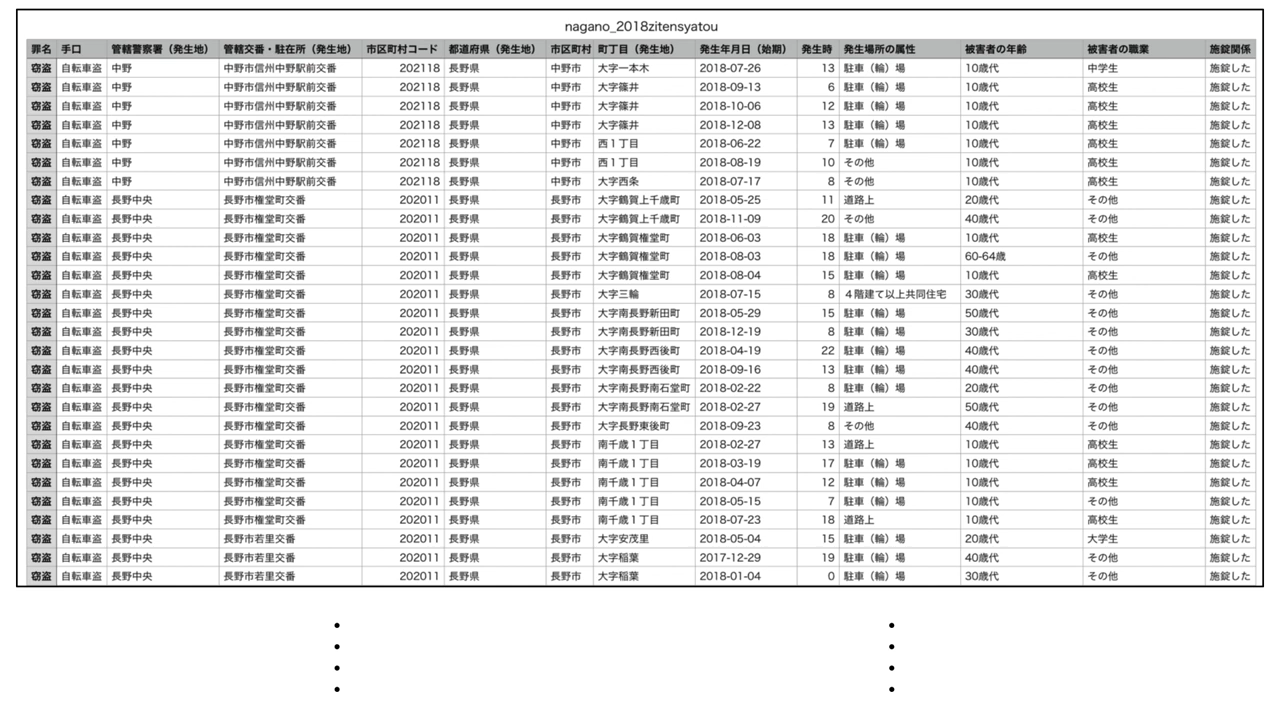 nagano_2018zitensyatou
罪名 手口 管轄警察署（発生地） 管轄交番・駐在所（発生地） 市区町村コード 都道府県（発生地） 市区町村 町丁目（発生地） 発生年月日（始期） 発生時 発生場所の属性 被害者の年齢 被害者の職業 施錠関係
窃盗 自転車盗 中野 中野市信州中野駅前交番 202118 長野県 中野市 大字一本木 2018-07-26 13 駐車（輪）場 10歳代 中学生 施錠した
窃盗 自転車盗 中野 中野市信州中野駅前交番 202118 長野県 中野市 大字篠井 2018-09-13 6 駐車（輪）場 10歳代 高校生 施錠した
窃盗 自転車盗 中野 中野市信州中野駅前交番 202118 長野県 中野市 大字篠井 2018-10-06 12 駐車（輪）場 10歳代 高校生 施錠した
窃盗 自転車盗 中野 中野市信州中野駅前交番 202118 長野県 中野市 大字篠井 2018-12-08 13 駐車（輪）場 10歳代 高校生 施錠した
窃盗 自転車盗 中野 中野市信州中野駅前交番 202118 長野県 中野市 西１丁目 2018-06-22 7 駐車（輪）場 10歳代 高校生 施錠した
窃盗 自転車盗 中野 中野市信州中野駅前交番 202118 長野県 中野市 西１丁目 2018-08-19 10 その他 10歳代 高校生 施錠した
窃盗 自転車盗 中野 中野市信州中野駅前交番 202118 長野県 中野市 大字西条 2018-07-17 8 その他 10歳代 高校生 施錠した
窃盗 自転車盗 長野中央 長野市権堂町交番 202011 長野県 長野市 大字鶴賀上千歳町 2018-05-25 11 道路上 20歳代 その他 施錠した
窃盗 自転車盗 長野中央 長野市権堂町交番 202011 長野県 長野市 大字鶴賀上千歳町 2018-11-09 20 その他 40歳代 その他 施錠した
窃盗 自転車盗 長野中央 長野市権堂町交番 202011 長野県 長野市 大字鶴賀権堂町 2018-06-03 18 駐車（輪）場 10歳代 高校生 施錠した
窃盗 自転車盗 長野中央 長野市権堂町交番 202011 長野県 長野市 大字鶴賀権堂町 2018-08-03 18 駐車（輪）場 60-64歳 その他 施錠した
窃盗 自転車盗 長野中央 長野市権堂町交番 202011 長野県 長野市 大字鶴賀権堂町 2018-08-04 15 駐車（輪）場 10歳代 高校生 施錠した
窃盗 自転車盗 長野中央 長野市権堂町交番 202011 長野県 長野市 大字三輪 2018-07-15 8 ４階建て以上共同住宅 30歳代 その他 施錠した
窃盗 自転車盗 長野中央 長野市権堂町交番 202011 長野県 長野市 大字南長野新田町 2018-05-29 15 駐車（輪）場 50歳代 その他 施錠した
窃盗 自転車盗 長野中央 長野市権堂町交番 202011 長野県 長野市 大字南長野新田町 2018-12-19 8 駐車（輪）場 30歳代 その他 施錠した
窃盗 自転車盗 長野中央 長野市権堂町交番 202011 長野県 長野市 大字南長野西後町 2018-04-19 22 駐車（輪）場 40歳代 その他 施錠した
窃盗 自転車盗 長野中央 長野市権堂町交番 202011 長野県 長野市 大字南長野西後町 2018-09-16 13 駐車（輪）場 40歳代 その他 施錠した
窃盗 自転車盗 長野中央 長野市権堂町交番 202011 長野県 長野市 大字南長野南石堂町 2018-02-22 8 駐車（輪）場 20歳代 その他 施錠した
窃盗 自転車盗 長野中央 長野市権堂町交番 202011 長野県 長野市 大字南長野南石堂町 2018-02-27 19 道路上 50歳代 その他 施錠した
窃盗 自転車盗 長野中央 長野市権堂町交番 202011 長野県 長野市 大字長野東後町 2018-09-23 8 その他 40歳代 その他 施錠した
窃盗 自転車盗 長野中央 長野市権堂町交番 202011 長野県 長野市 南千歳１丁目 2018-02-27 13 道路上 10歳代 高校生 施錠した
窃盗 自転車盗 長野中央 長野市権堂町交番 202011 長野県 長野市 南千歳１丁目 2018-03-19 17 駐車（輪）場 10歳代 高校生 施錠した
窃盗 自転車盗 長野中央 長野市権堂町交番 202011 長野県 長野市 南千歳１丁目 2018-04-07 12 駐車（輪）場 10歳代 高校生 施錠した
窃盗 自転車盗 長野中央 長野市権堂町交番 202011 長野県 長野市 南千歳１丁目 2018-05-15 7 駐車（輪）場 10歳代 その他 施錠した
窃盗 自転車盗 長野中央 長野市権堂町交番 202011 長野県 長野市 南千歳１丁目 2018-07-23 18 道路上 10歳代 高校生 施錠した
窃盗 自転車盗 長野中央 長野市若里交番 202011 長野県 長野市 大字安茂里 2018-05-04 15 駐車（輪）場 20歳代 大学生 施錠した
窃盗 自転車盗 長野中央 長野市若里交番 202011 長野県 長野市 大字稲葉 2017-12-29 19 駐車（輪）場 40歳代 その他 施錠した
窃盗 自転車盗 長野中央 長野市若里交番 202011 長野県 長野市 大字稲葉 2018-01-04 0 駐車（輪）場 30歳代 その他 施錠した